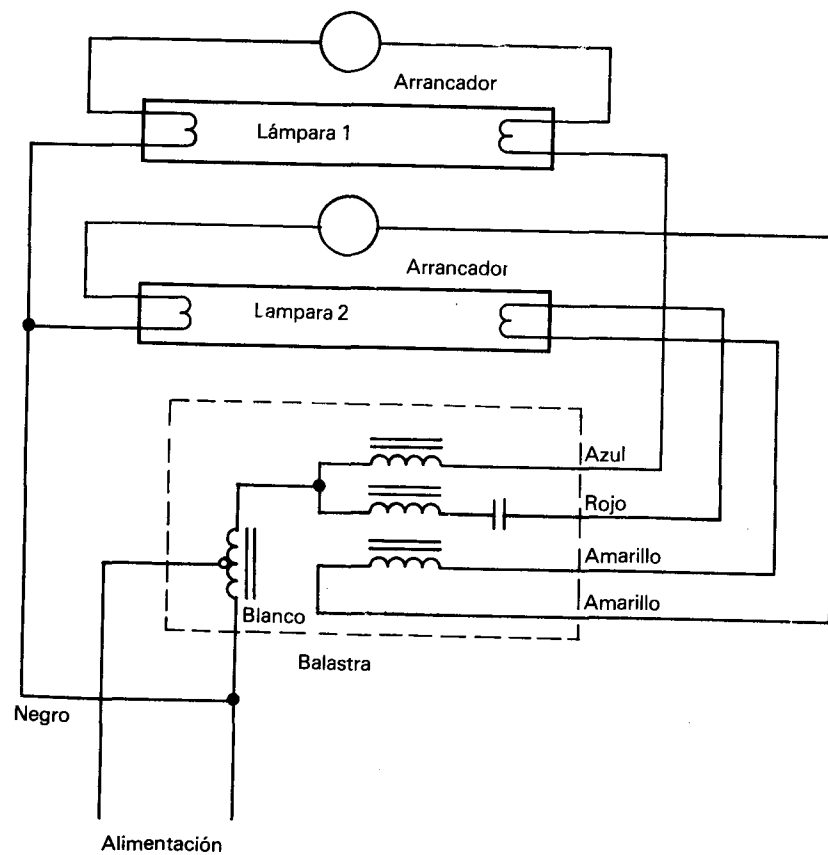 Arrancador
Lámpara 1
Arrancador
Lampara 2
Azul
Rojo
Amarillo
Amarillo
Blanco
Balastra
Negro
Alimentación